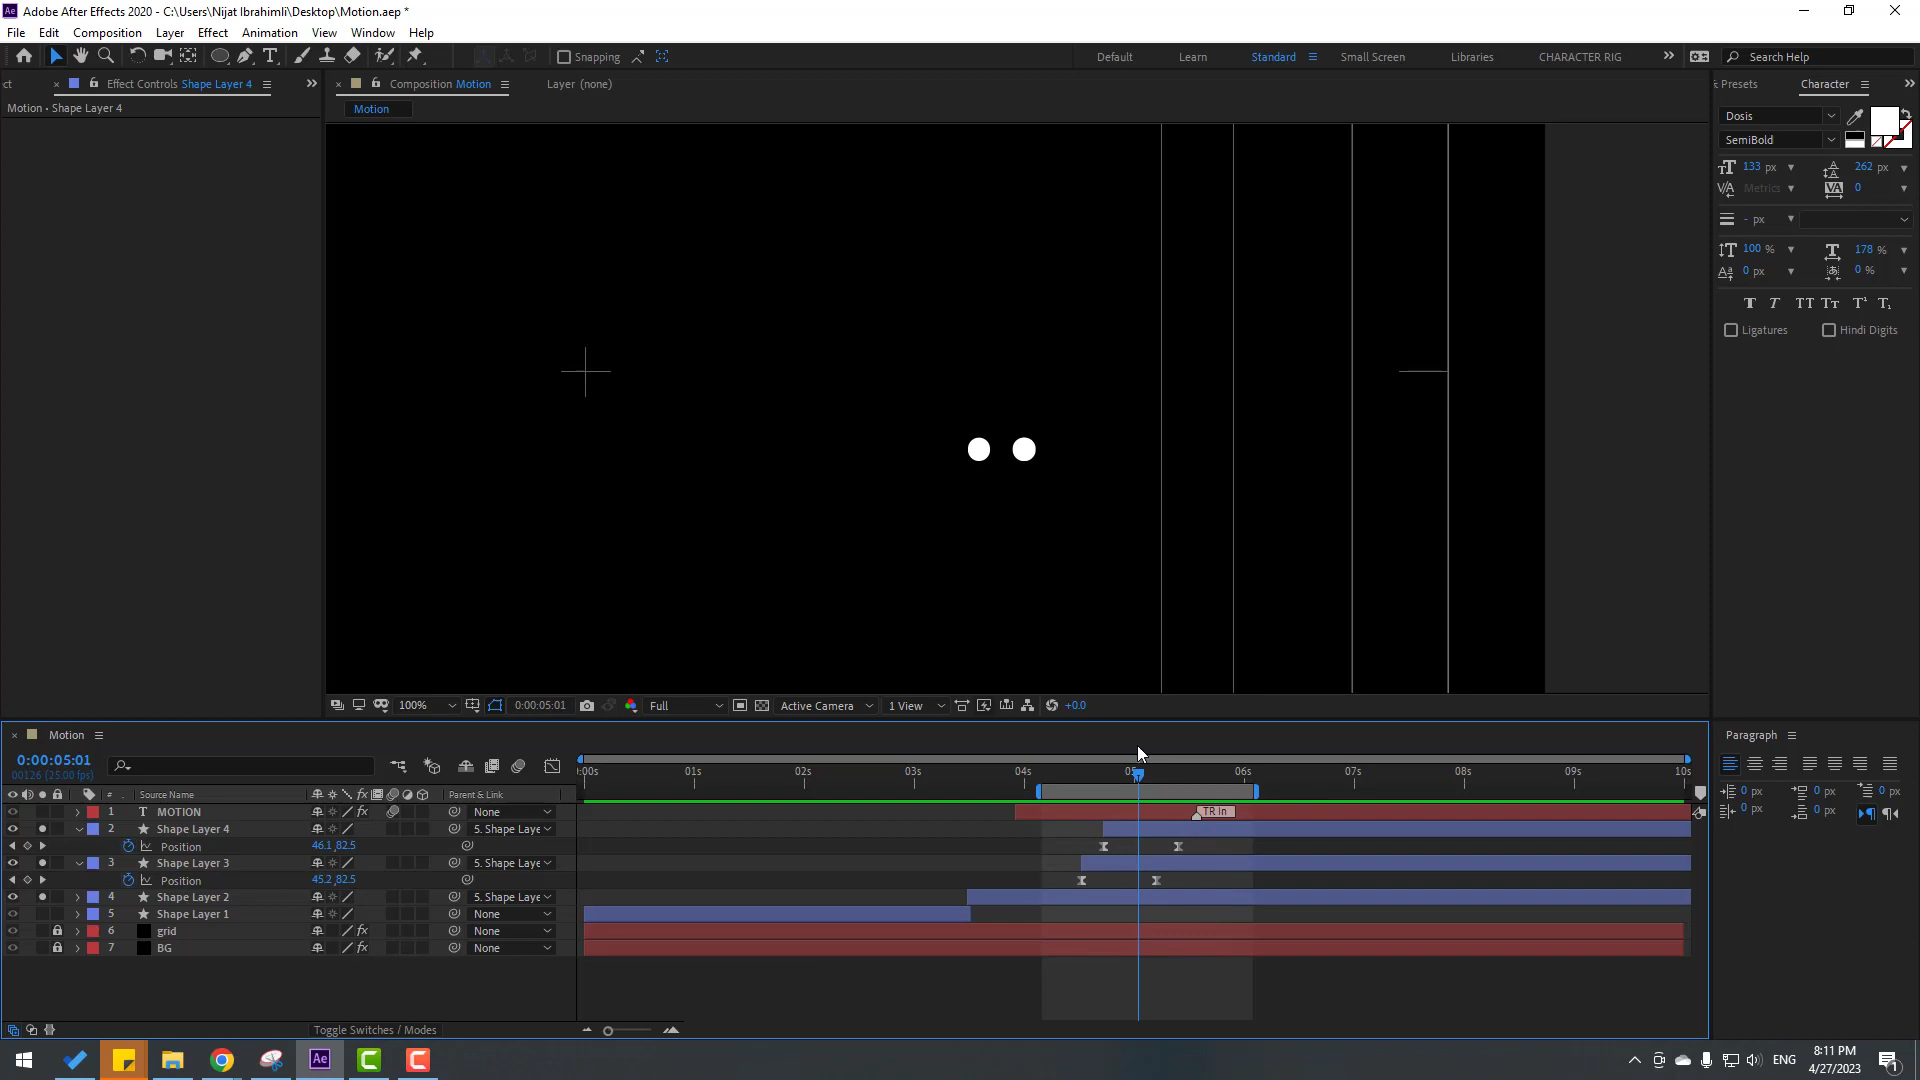 Adobe After Effects 2020 - C:\Users\Nijat Ibrahimli\Desktop\Motion.aep *
File Edit Composition Layer Effect Animation View Window Help
Snapping Default Learn Standard Small Screen Libraries CHARACTER RIG Search Help
Effect Controls Shape Layer 4 Composition Motion Layer (none) Presets Character
Motion • Shape Layer 4
Motion
Dosis
SemiBold
133 px 262 px
Metrics 0
- px
100 % 178 %
0 px 0 %
Ligatures Hindi Digits
100% 0:00:05:01 Full Active Camera 1 View +0.0
Motion
Paragraph
0:00:05:01
00126 (25.00 fps)
:00s 01s 02s 03s 04s 05s 06s 07s 08s 09s 10s
# Source Name Parent & Link
1 MOTION None TR In
2 Shape Layer 4 5. Shape Laye
Position 46.1,82.5
3 Shape Layer 3 5. Shape Laye
Position 45.2,82.5
4 Shape Layer 2 5. Shape Laye
5 Shape Layer 1 None
6 grid None
7 BG None
0 px 0 px 0 px
0 px 0 px
Toggle Switches / Modes
ENG
8:11 PM
4/27/2023
1